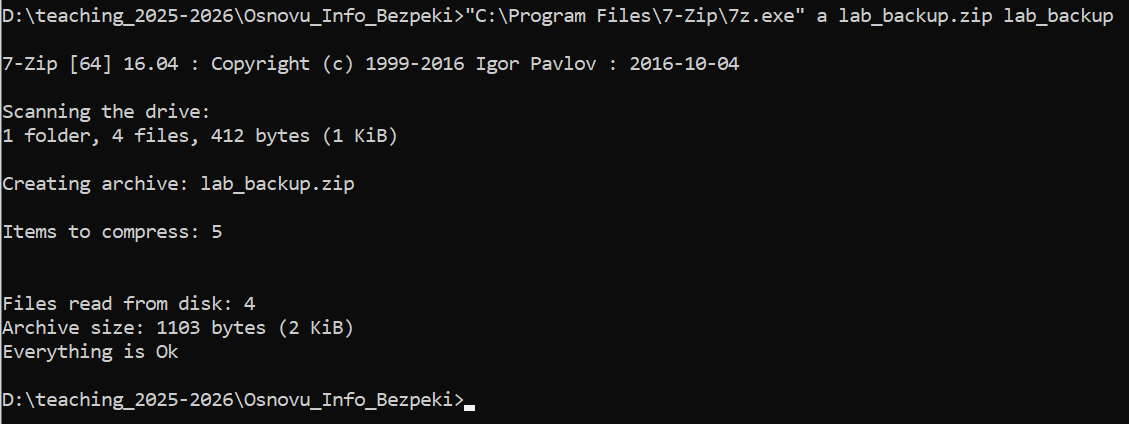 D:\teaching_2025-2026\Osnovu_Info_Bezpeki>"C:\Program Files\7-Zip\7z.exe" a lab_backup.zip lab_backup
7-Zip [64] 16.04 : Copyright (c) 1999-2016 Igor Pavlov : 2016-10-04
Scanning the drive:
1 folder, 4 files, 412 bytes (1 KiB)
Creating archive: lab_backup.zip
Items to compress: 5
Files read from disk: 4
Archive size: 1103 bytes (2 KiB)
Everything is Ok
D:\teaching_2025-2026\Osnovu_Info_Bezpeki>